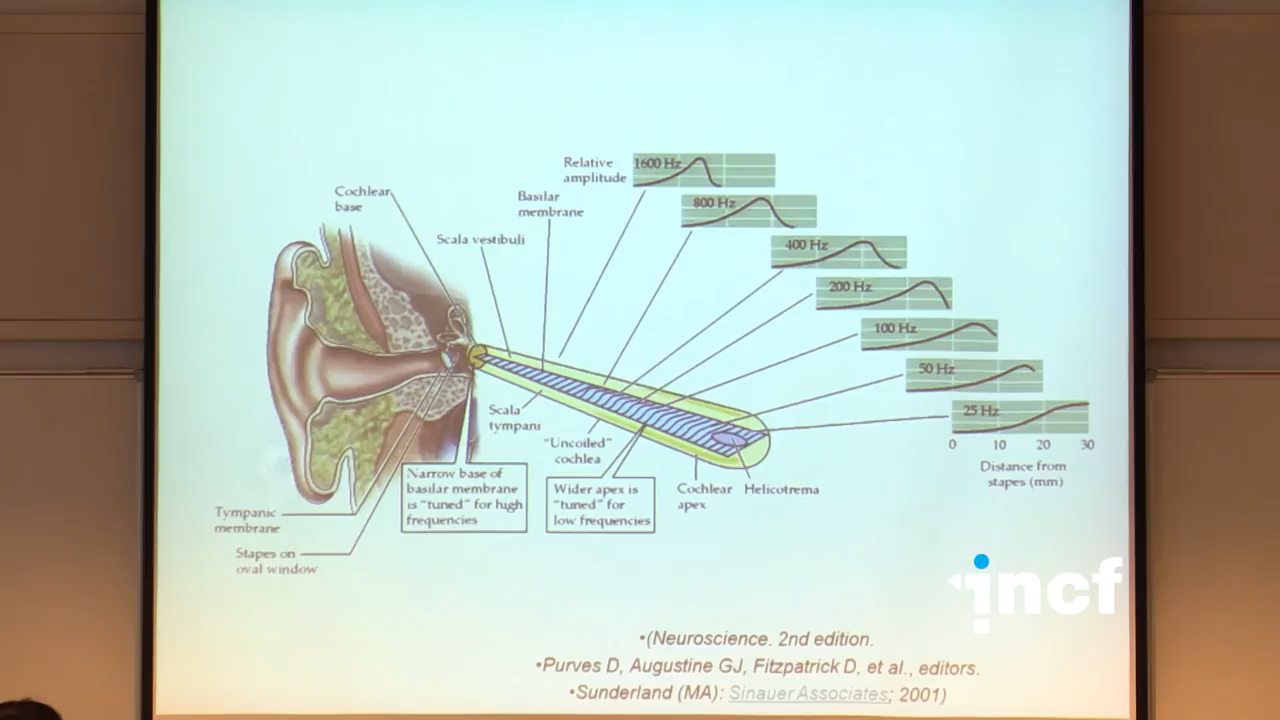 Relative
amplitude
1600 Hz
Cochlear
base
Basilar
membrane
800 Hz
Scala vestibuli
400 Hz
200 Hz
100 Hz
50 Hz
25 Hz
Scala
tympani
"Uncoiled"
cochlea
0 10 20 30
Distance from
stapes (mm)
Narrow base of
basilar membrane
is "tuned" for high
frequencies
Wider apex is
"tuned" for
low frequencies
Cochlear
apex
Helicotrema
Tympanic
membrane
Stapes on
oval window
incf
•(Neuroscience. 2nd edition.
•Purves D, Augustine GJ, Fitzpatrick D, et al., editors.
•Sunderland (MA): Sinauer Associates; 2001)